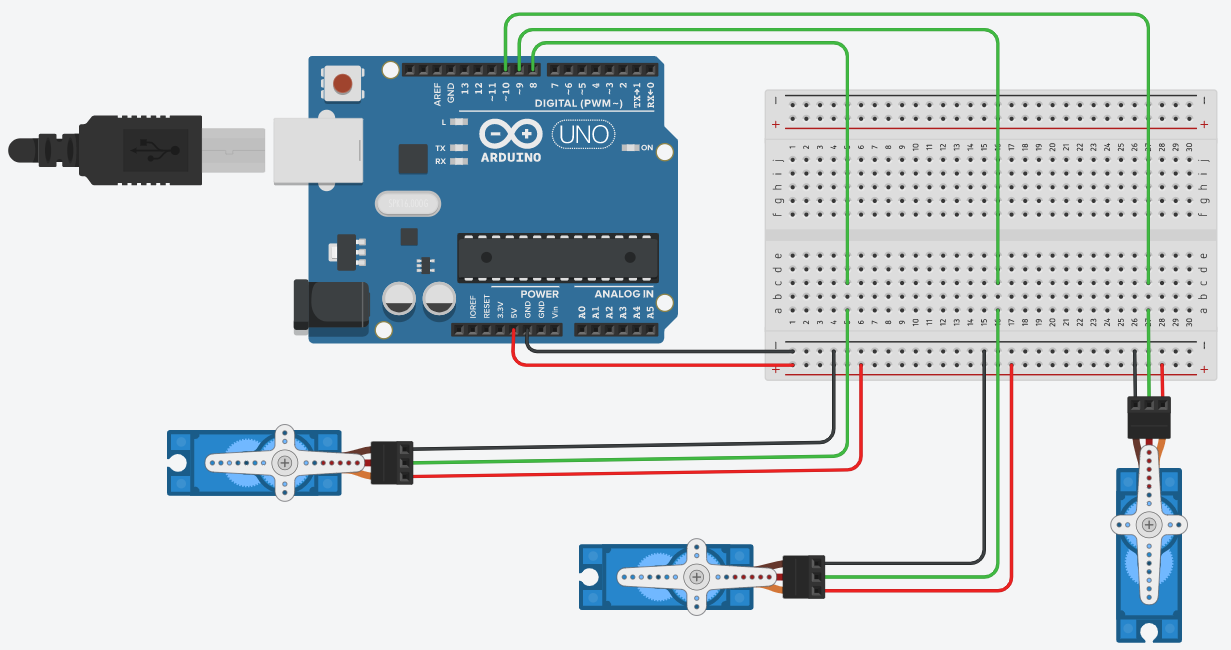 AREF
GND
13
12
~11
~10
~9
8
7
~6
~5
4
~3
2
TX→1
RX←0
DIGITAL (PWM~)
L
TX
RX
ARDUINO
UNO
ON
IOREF
RESET
3.3V
5V
GND
GND
Vin
POWER
ANALOG IN
A0
A1
A2
A3
A4
A5
− −
+ +
1 2 3 4 5 6 7 8 9 10 11 12 13 14 15 16 17 18 19 20 21 22 23 24 25 26 27 28 29 30
j j
i i
h h
g g
f f
e e
d d
c c
b b
a a
1 2 3 4 5 6 7 8 9 10 11 12 13 14 15 16 17 18 19 20 21 22 23 24 25 26 27 28 29 30
− −
+ +